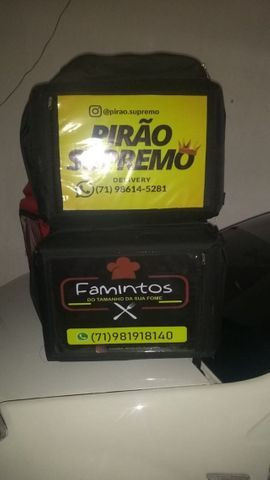 @pirao.supremo
PIRÃO
SUPREMO
DELIVERY
(71) 98614-5281
Famintos
DO TAMANHO DA SUA FOME
(71)981918140